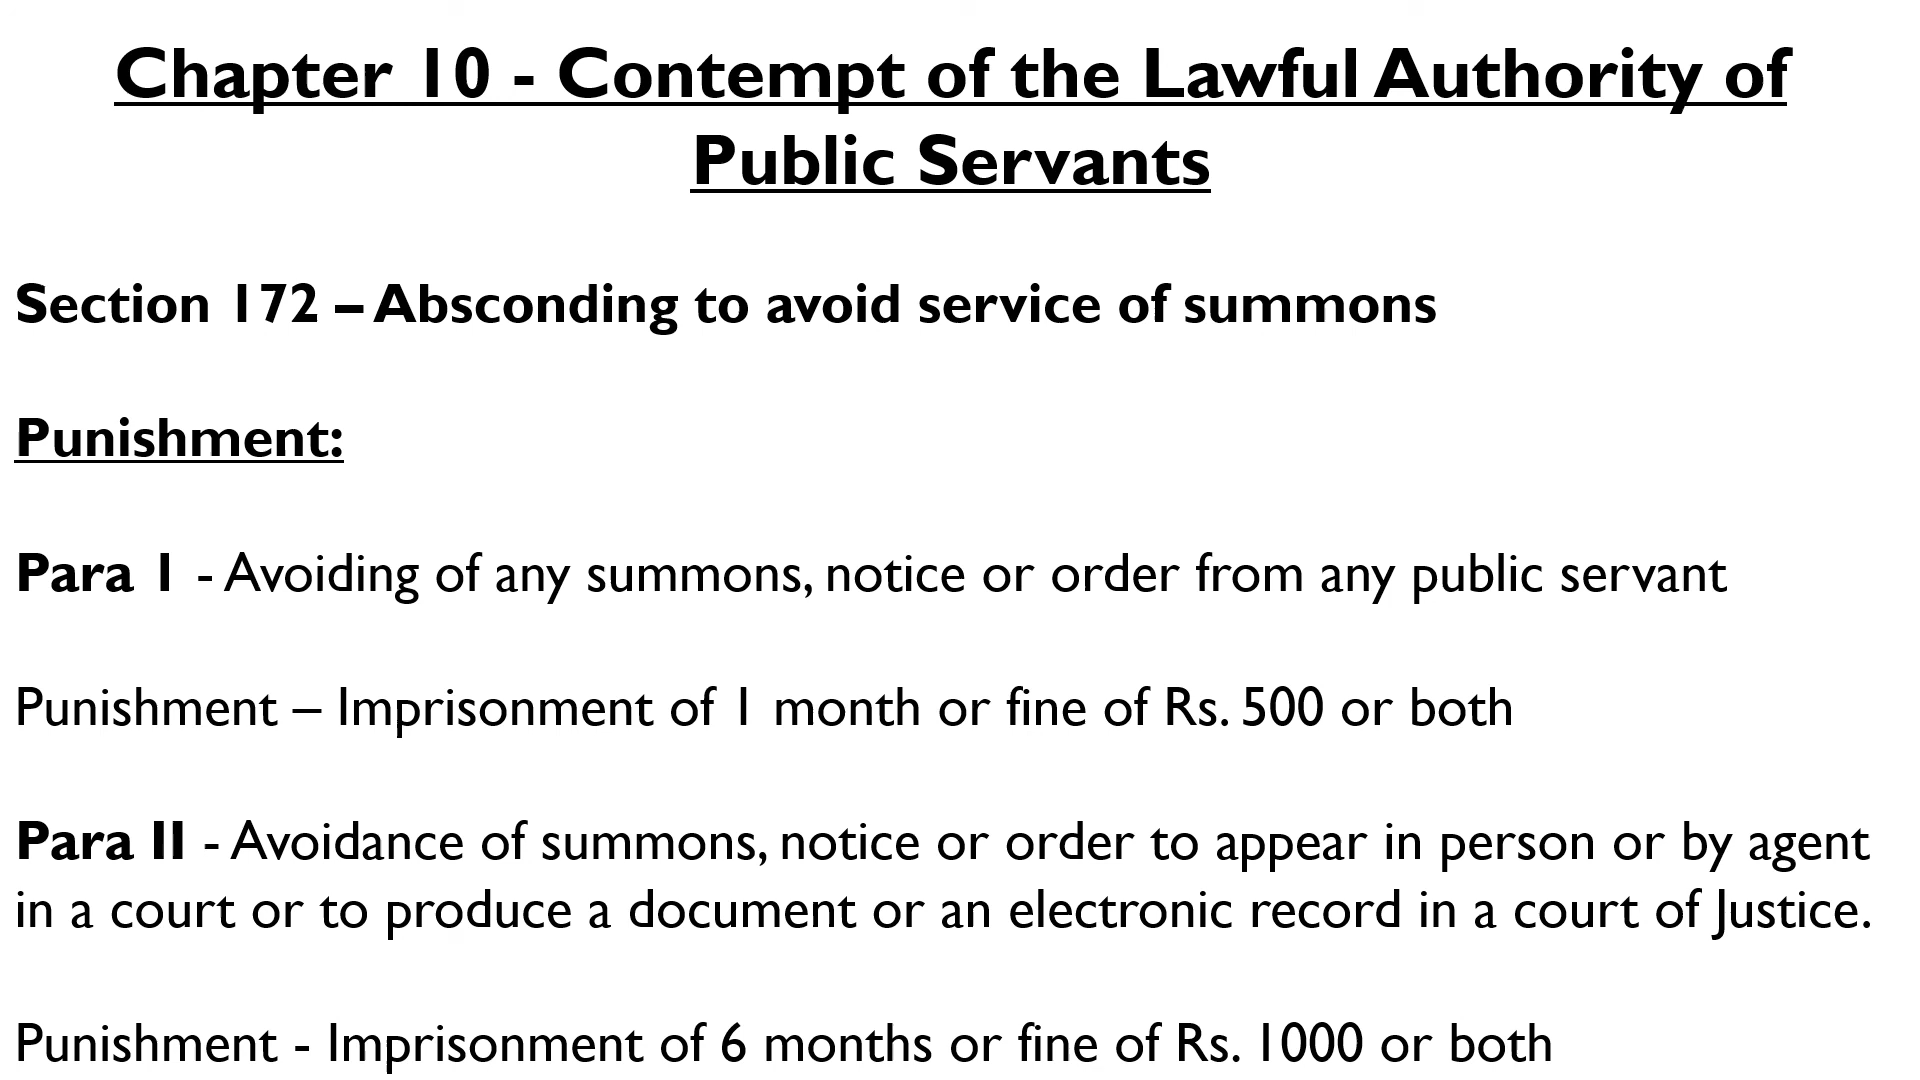 Chapter 10 - Contempt of the Lawful Authority of
Public Servants
Section 172 – Absconding to avoid service of summons
Punishment:
Para I - Avoiding of any summons, notice or order from any public servant
Punishment – Imprisonment of 1 month or fine of Rs. 500 or both
Para II - Avoidance of summons, notice or order to appear in person or by agent
in a court or to produce a document or an electronic record in a court of Justice.
Punishment - Imprisonment of 6 months or fine of Rs. 1000 or both